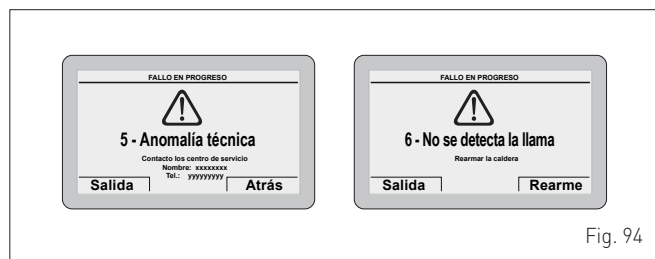 FALLO EN PROGRESO
5 - Anomalía técnica
Contacto los centro de servicio
Nombre: xxxxxxxx
Tel.: yyyyyyyyy
Salida
Atrás
FALLO EN PROGRESO
6 - No se detecta la llama
Rearmar la caldera
Salida
Rearme
Fig. 94